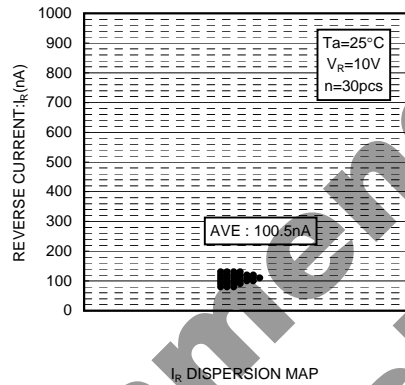 1000
900
800
700
600
500
400
300
200
100
0
REVERSE CURRENT:IR(nA)
Ta=25°C
VR=10V
n=30pcs
AVE : 100.5nA
IR DISPERSION MAP